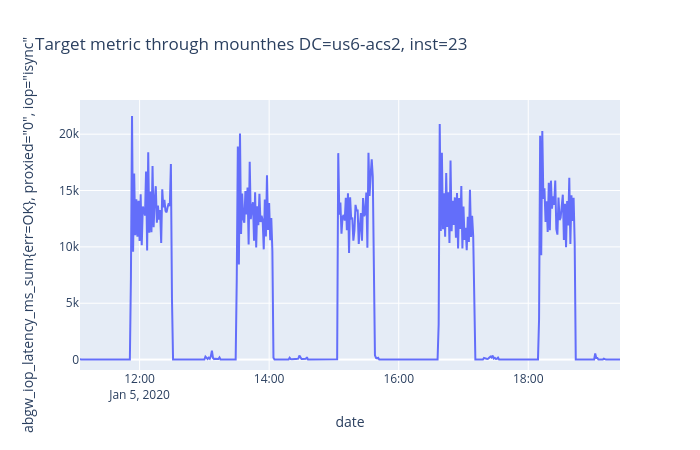 Target metric through mounthes DC=us6-acs2, inst=23
abgw_iop_latency_ms_sum{err=OK}, proxied="0", iop="isync"
20k
15k
10k
5k
0
12:00
14:00
16:00
18:00
Jan 5, 2020
date